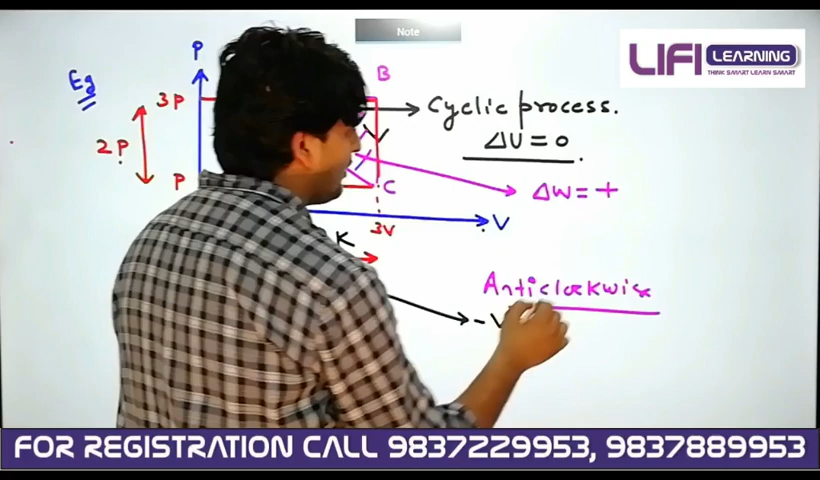 Note
LIFI LEARNING
THINK SMART LEARN SMART
Eg
P
B
3P
Cyclic process.
ΔU = 0
2P
P
C
ΔW = +
V
3V
K
Anticlockwise
- V
FOR REGISTRATION CALL 9837229953, 9837889953